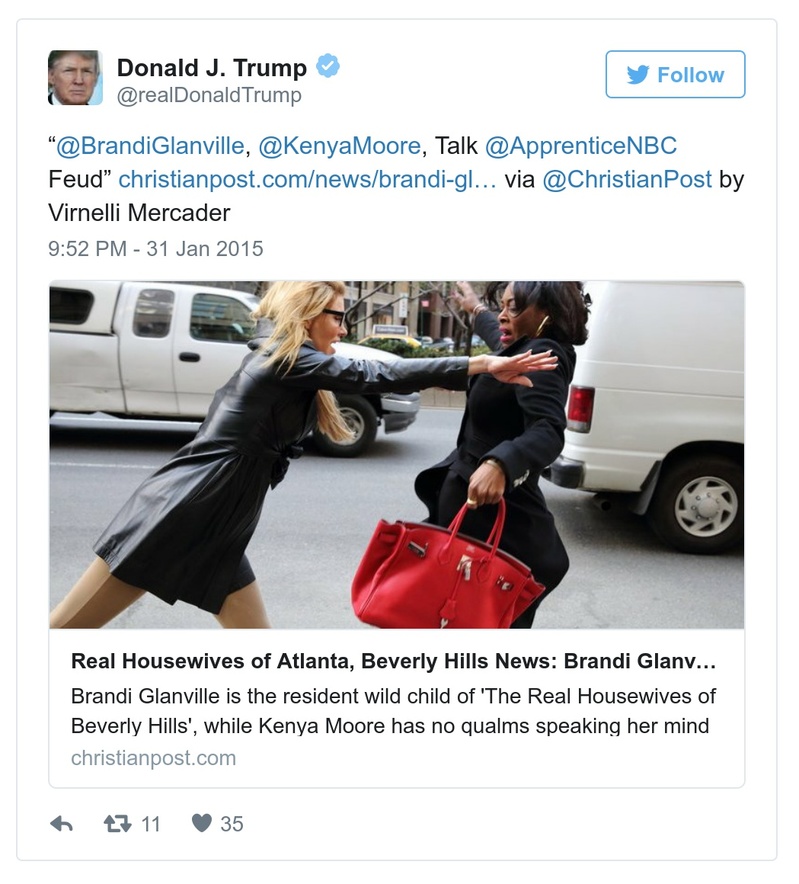 Donald J. Trump
@realDonaldTrump
Follow
“@BrandiGlanville, @KenyaMoore, Talk @ApprenticeNBC
Feud” christianpost.com/news/brandi-gl… via @ChristianPost by
Virnelli Mercader
9:52 PM - 31 Jan 2015
Real Housewives of Atlanta, Beverly Hills News: Brandi Glanv…
Brandi Glanville is the resident wild child of 'The Real Housewives of
Beverly Hills', while Kenya Moore has no qualms speaking her mind
christianpost.com
11
35